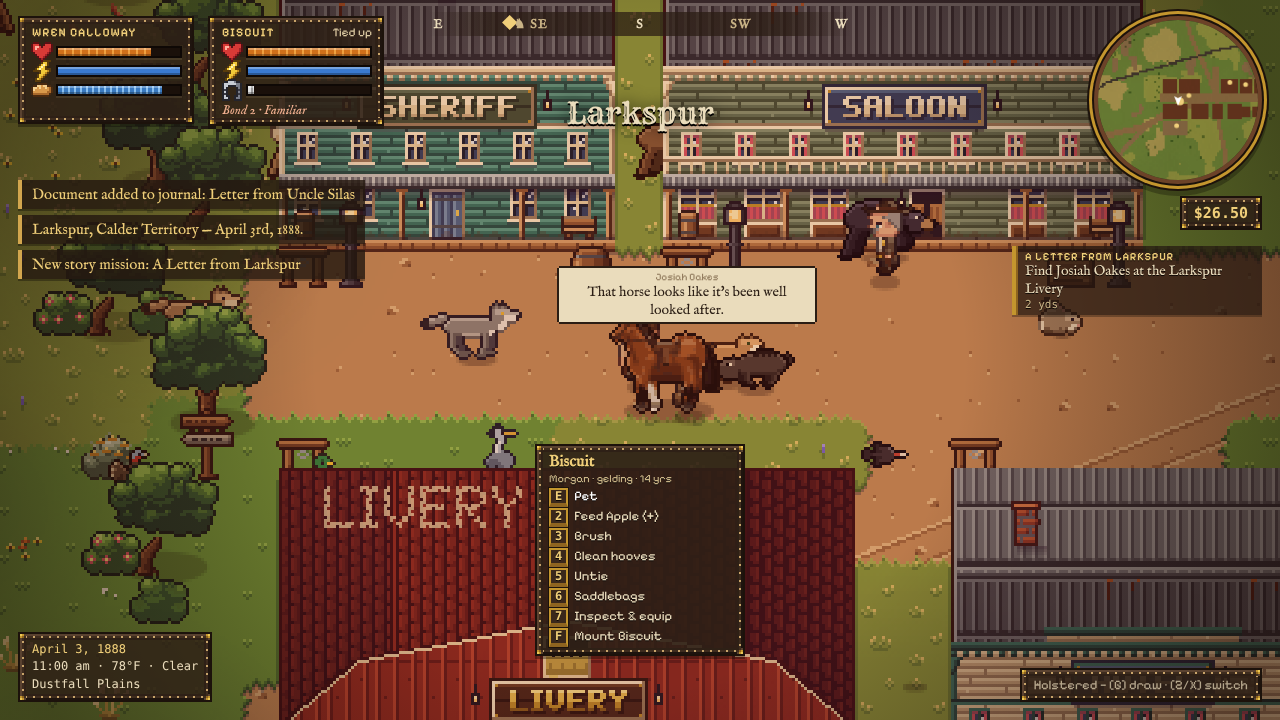 WREN CALLOWAY
BISCUIT
Tied up
Bond 2 · Familiar
E
SE
S
SW
W
SHERIFF
Larkspur
SALOON
$26.50
Document added to journal: Letter from Uncle Silas
Larkspur, Calder Territory – April 3rd, 1888.
New story mission: A Letter from Larkspur
A LETTER FROM LARKSPUR
Find Josiah Oakes at the Larkspur
Livery
2 yds
Josiah Oakes
That horse looks like it's been well
looked after.
Biscuit
Morgan · gelding · 14 yrs
E Pet
2 Feed Apple (+)
3 Brush
4 Clean hooves
5 Untie
6 Saddlebags
7 Inspect & equip
F Mount Biscuit
LIVERY
LIVERY
April 3, 1888
11:00 am · 78°F · Clear
Dustfall Plains
Holstered – (G) draw · (Z/X) switch